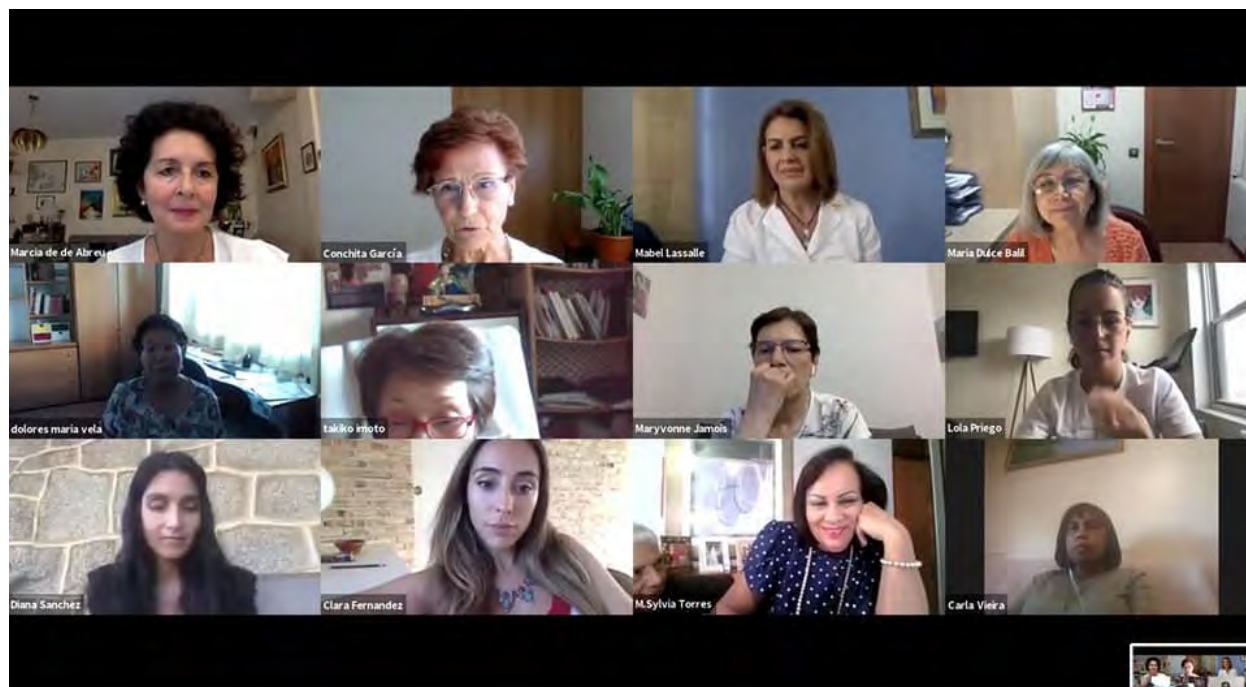 Marcia de de Abreu
Conchita García
Mabel Lassalle
Maria Dulce Balil
dolores maria vela
takiko imoto
Maryvonne Jamois
Lola Priego
Diana Sanchez
Clara Fernandez
M.Sylvia Torres
Carla Vieira